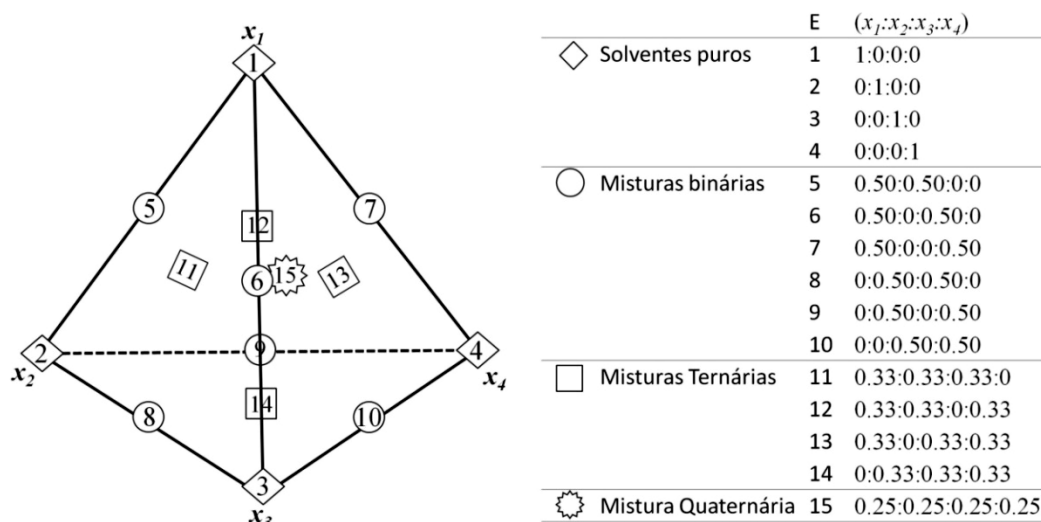 x1
1
5
7
12
11
6
15
13
2
9
4
x2
x4
14
8
10
3
x3
E (x1:x2:x3:x4)
Solventes puros 1 1:0:0:0
2 0:1:0:0
3 0:0:1:0
4 0:0:0:1
Misturas binárias 5 0.50:0.50:0:0
6 0.50:0:0.50:0
7 0.50:0:0:0.50
8 0:0.50:0.50:0
9 0:0.50:0:0.50
10 0:0:0.50:0.50
Misturas Ternárias 11 0.33:0.33:0.33:0
12 0.33:0.33:0:0.33
13 0.33:0:0.33:0.33
14 0:0.33:0.33:0.33
Mistura Quaternária 15 0.25:0.25:0.25:0.25